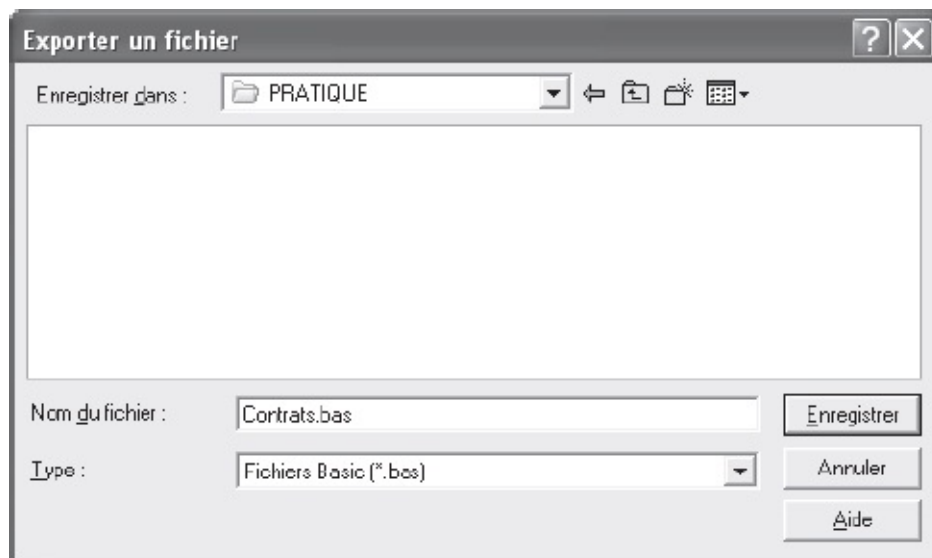 Exporter un fichier
Enregistrer dans : PRATIQUE
Nom du fichier : Contrats.bas Enregistrer
Type : Fichiers Basic (*.bas) Annuler
Aide